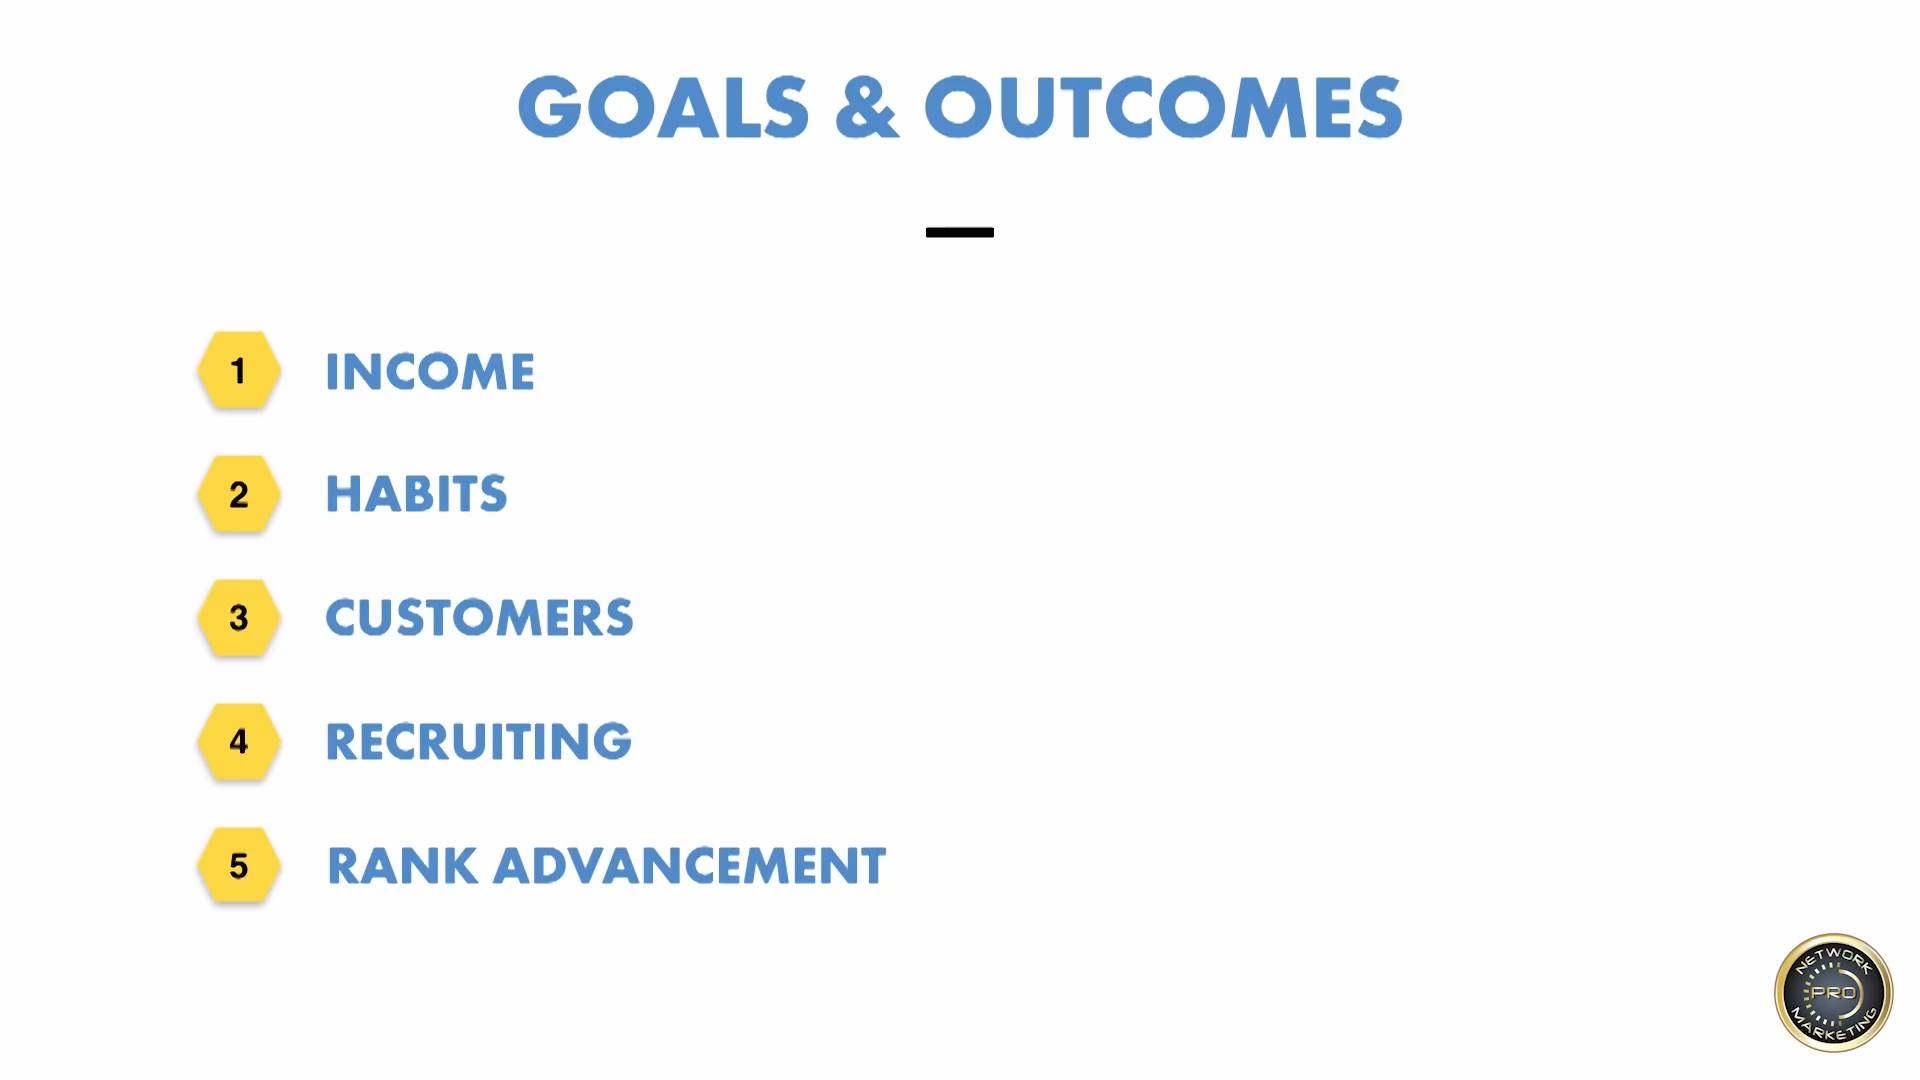 GOALS & OUTCOMES
1 INCOME
2 HABITS
3 CUSTOMERS
4 RECRUITING
5 RANK ADVANCEMENT
NETWORK
PRO
MARKETING